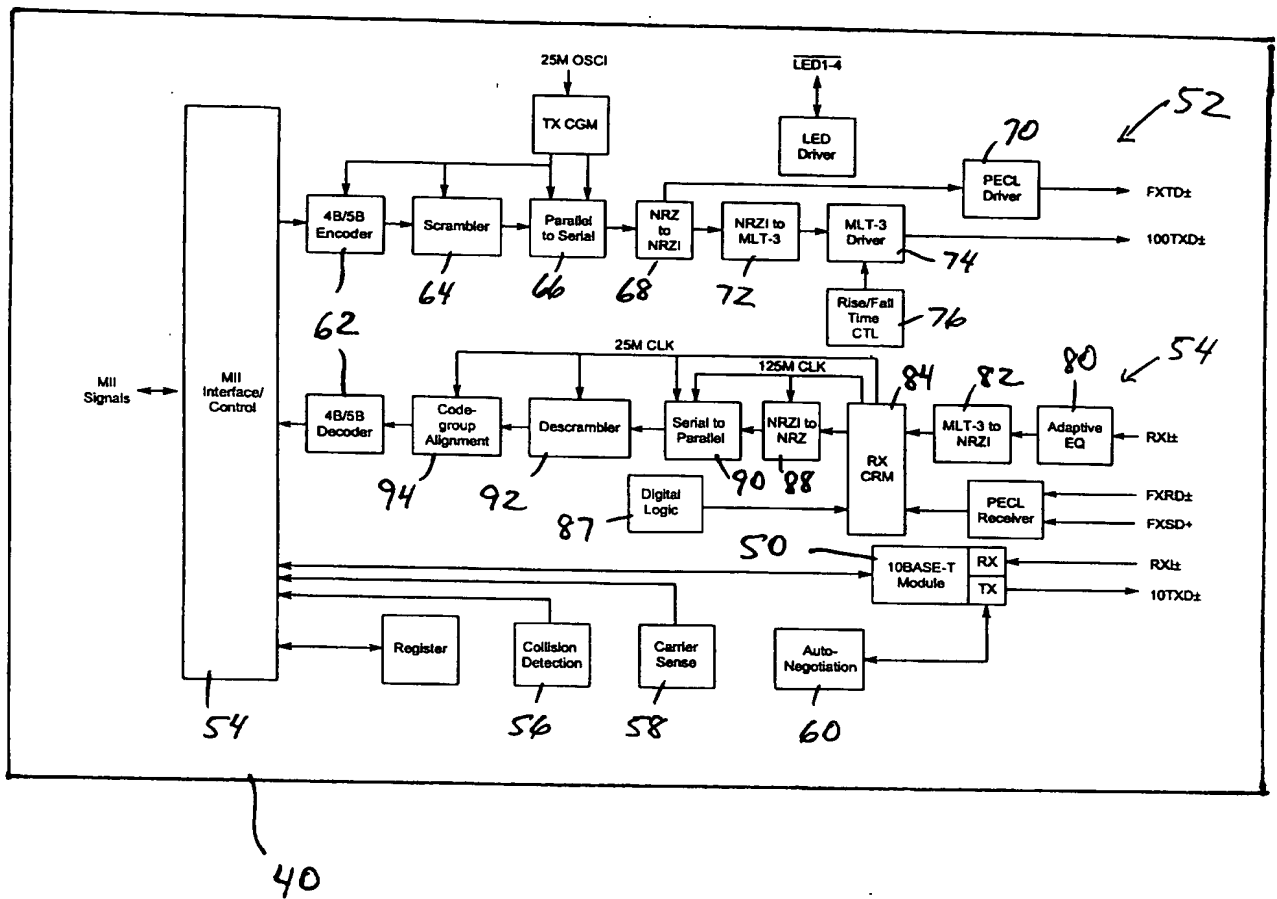 25M OSCI
LED1-4
52
TX CGM
LED
Driver
70
PECL
Driver
FXTD±
4B/5B
Encoder
Scrambler
Parallel
to Serial
NRZ
to
NRZI
NRZI to
MLT-3
MLT-3
Driver
100TXD±
62
64
66
68
72
74
Rise/Fall
Time
CTL
76
25M CLK
125M CLK
54
MII
Signals
MII
Interface/
Control
4B/5B
Decoder
Code-
group
Alignment
Descrambler
Serial to
Parallel
NRZI to
NRZ
84
RX
CRM
82
MLT-3 to
NRZI
80
Adaptive
EQ
RXI±
94
92
90
88
87
Digital
Logic
PECL
Receiver
FXRD±
FXSD+
50
10BASE-T
Module
RX
TX
RXI±
10TXD±
Register
Collision
Detection
Carrier
Sense
Auto-
Negotiation
54
56
58
60
40